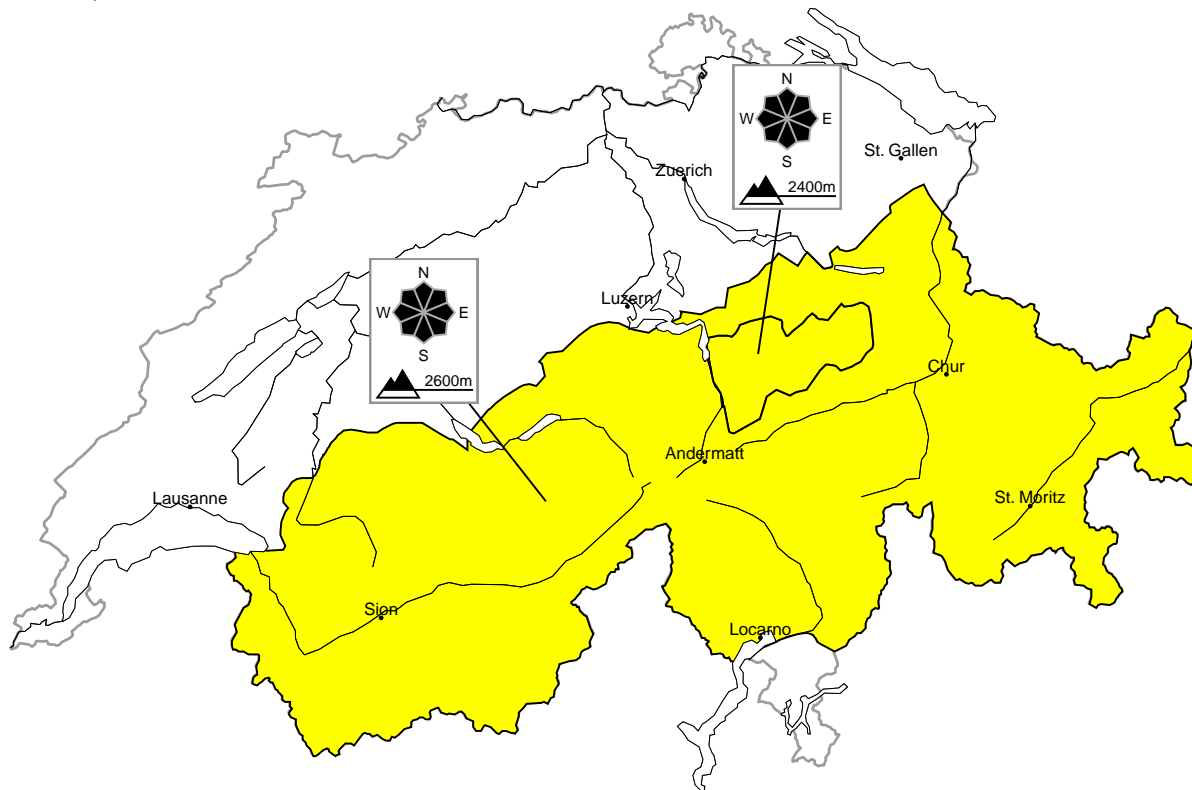 N
W E
S
2400m
St. Gallen
Zuerich
N
W E
S
2600m
Luzern
Chur
Andermatt
Lausanne
St. Moritz
Sion
Locarno